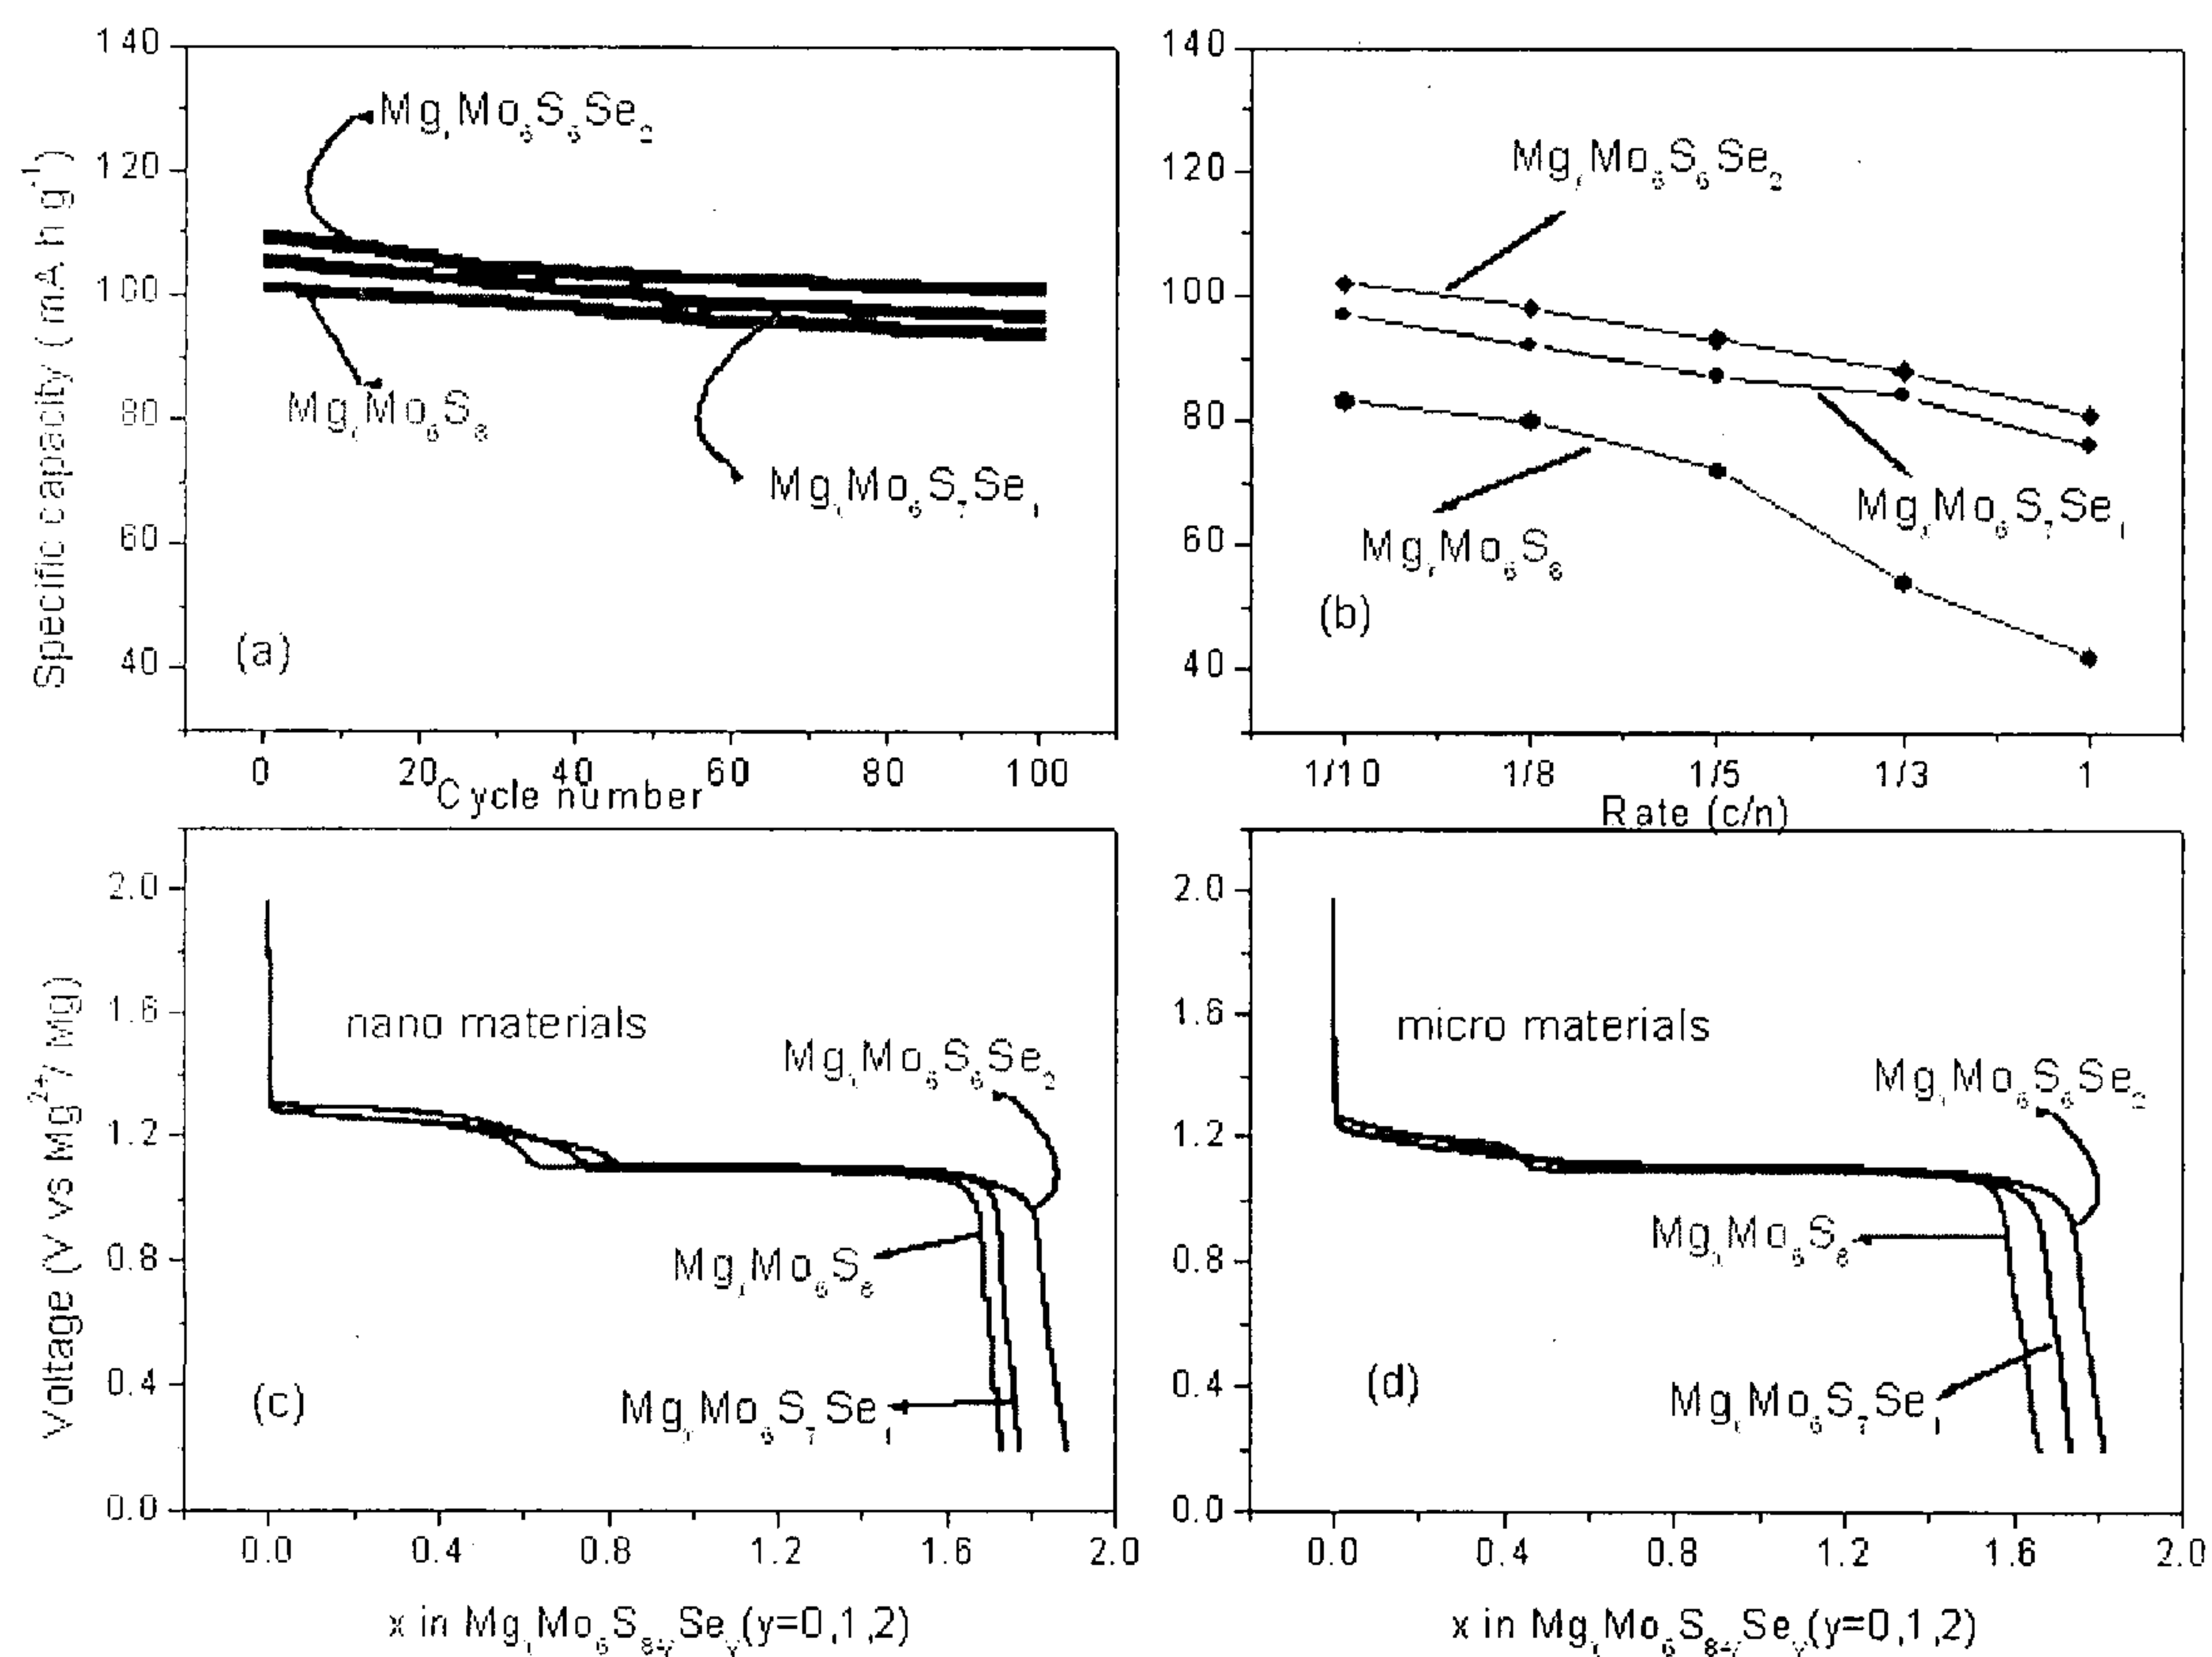 140
120
100
80
60
40
Specific capacity (mA h g⁻¹)
MgₓMo₆S₆Se₂
MgₓMo₆S₈
MgₓMo₆S₇Se₁
(a)
0 20 40 60 80 100
Cycle number
140
120
100
80
60
40
MgₓMo₆S₆Se₂
MgₓMo₆S₇Se₁
MgₓMo₆S₈
(b)
1/10 1/8 1/5 1/3 1
Rate (c/n)
2.0
1.6
1.2
0.8
0.4
0.0
Voltage (V vs Mg²⁺/ Mg)
nano materials
MgₓMo₆S₆Se₂
MgₓMo₆S₈
MgₓMo₆S₇Se₁
(c)
0.0 0.4 0.8 1.2 1.6 2.0
x in MgₓMo₆S₈₋ᵧSeᵧ(y=0,1,2)
2.0
1.6
1.2
0.8
0.4
0.0
micro materials
MgₓMo₆S₆Se₂
MgₓMo₆S₈
MgₓMo₆S₇Se₁
(d)
0.0 0.4 0.8 1.2 1.6 2.0
x in MgₓMo₆S₈₋ᵧSeᵧ(y=0,1,2)